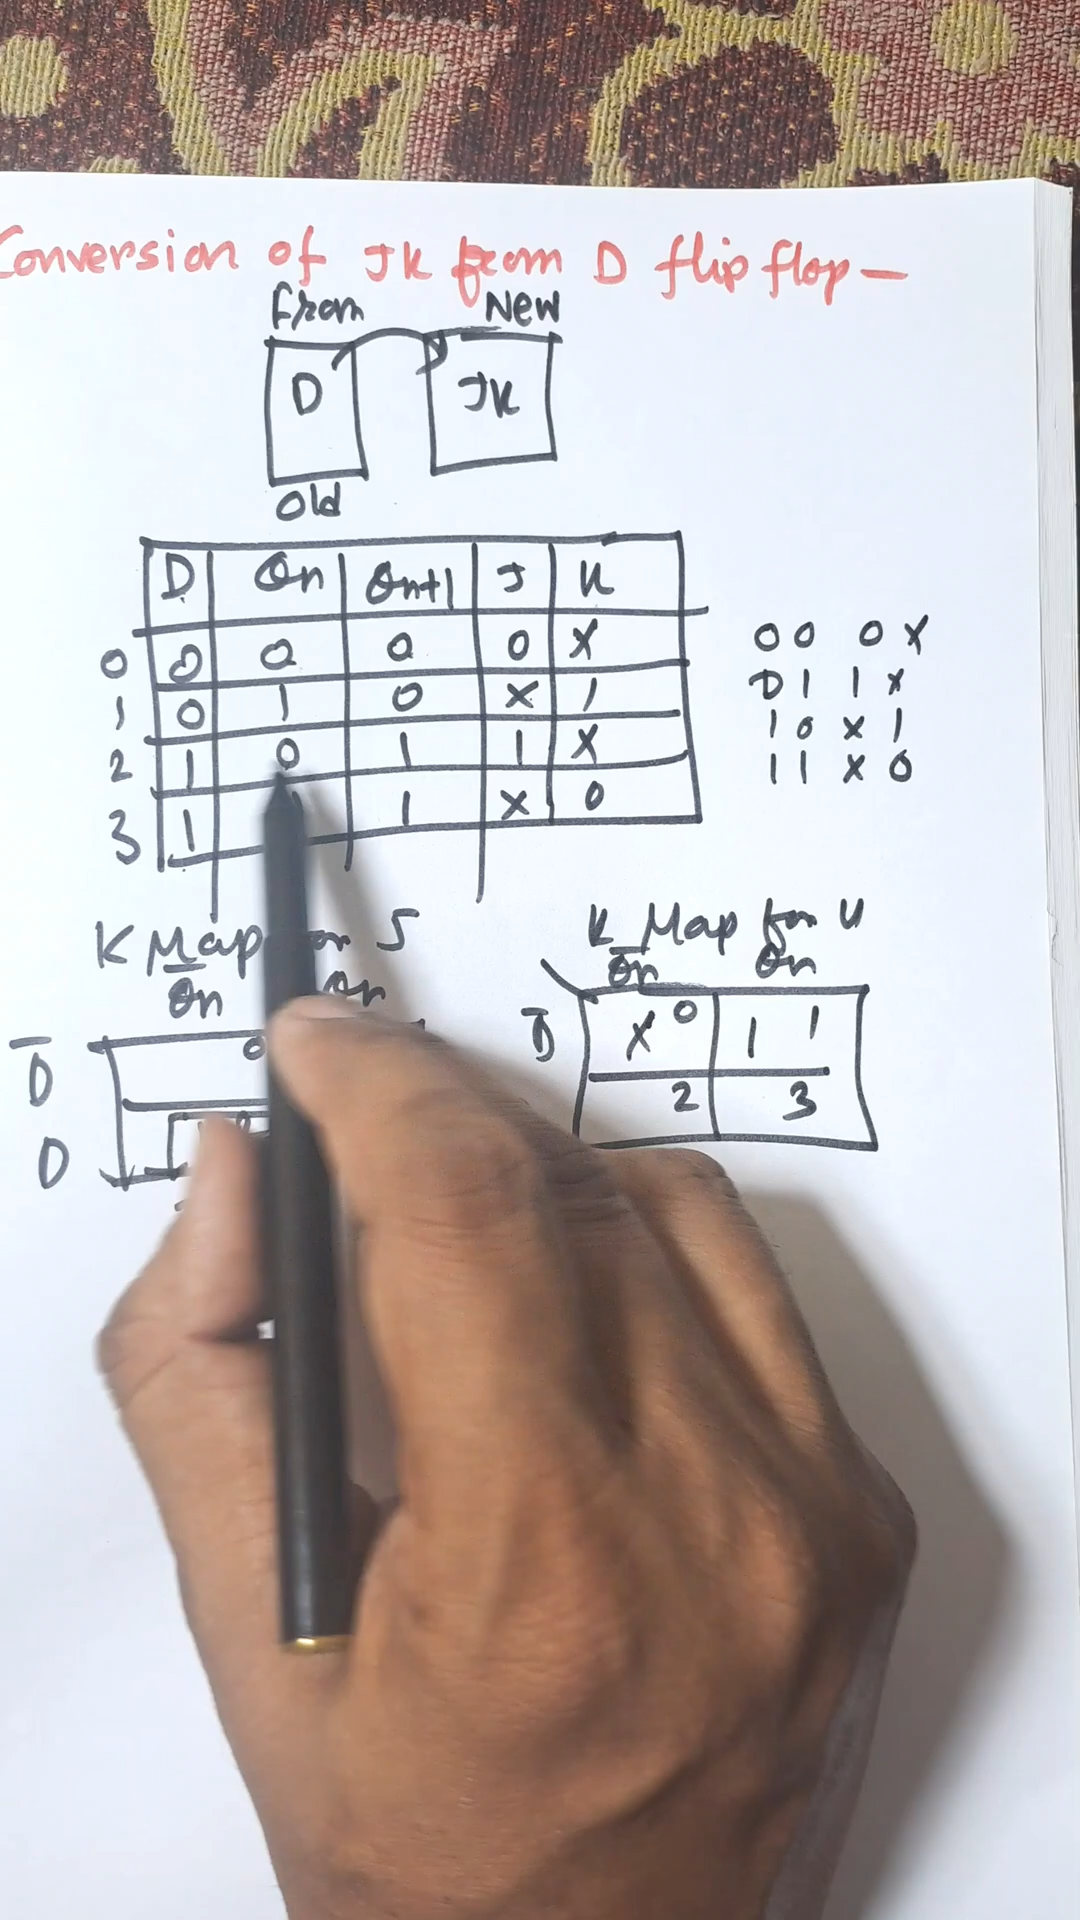 Conversion of JK from D flip flop —
From New
D JK
Old
D Qn Qn+1 J K
0 0 0 0 0 X
1 0 1 0 X 1
2 1 0 1 1 X
3 1 1 X 0
0 0 0 X
0 1 1 X
1 0 X 1
1 1 X 0
K Map for J
Q̅n Qn
D̅ 0
D
K Map for K
Q̅n Qn
D̅ X 0 1 1
2 3